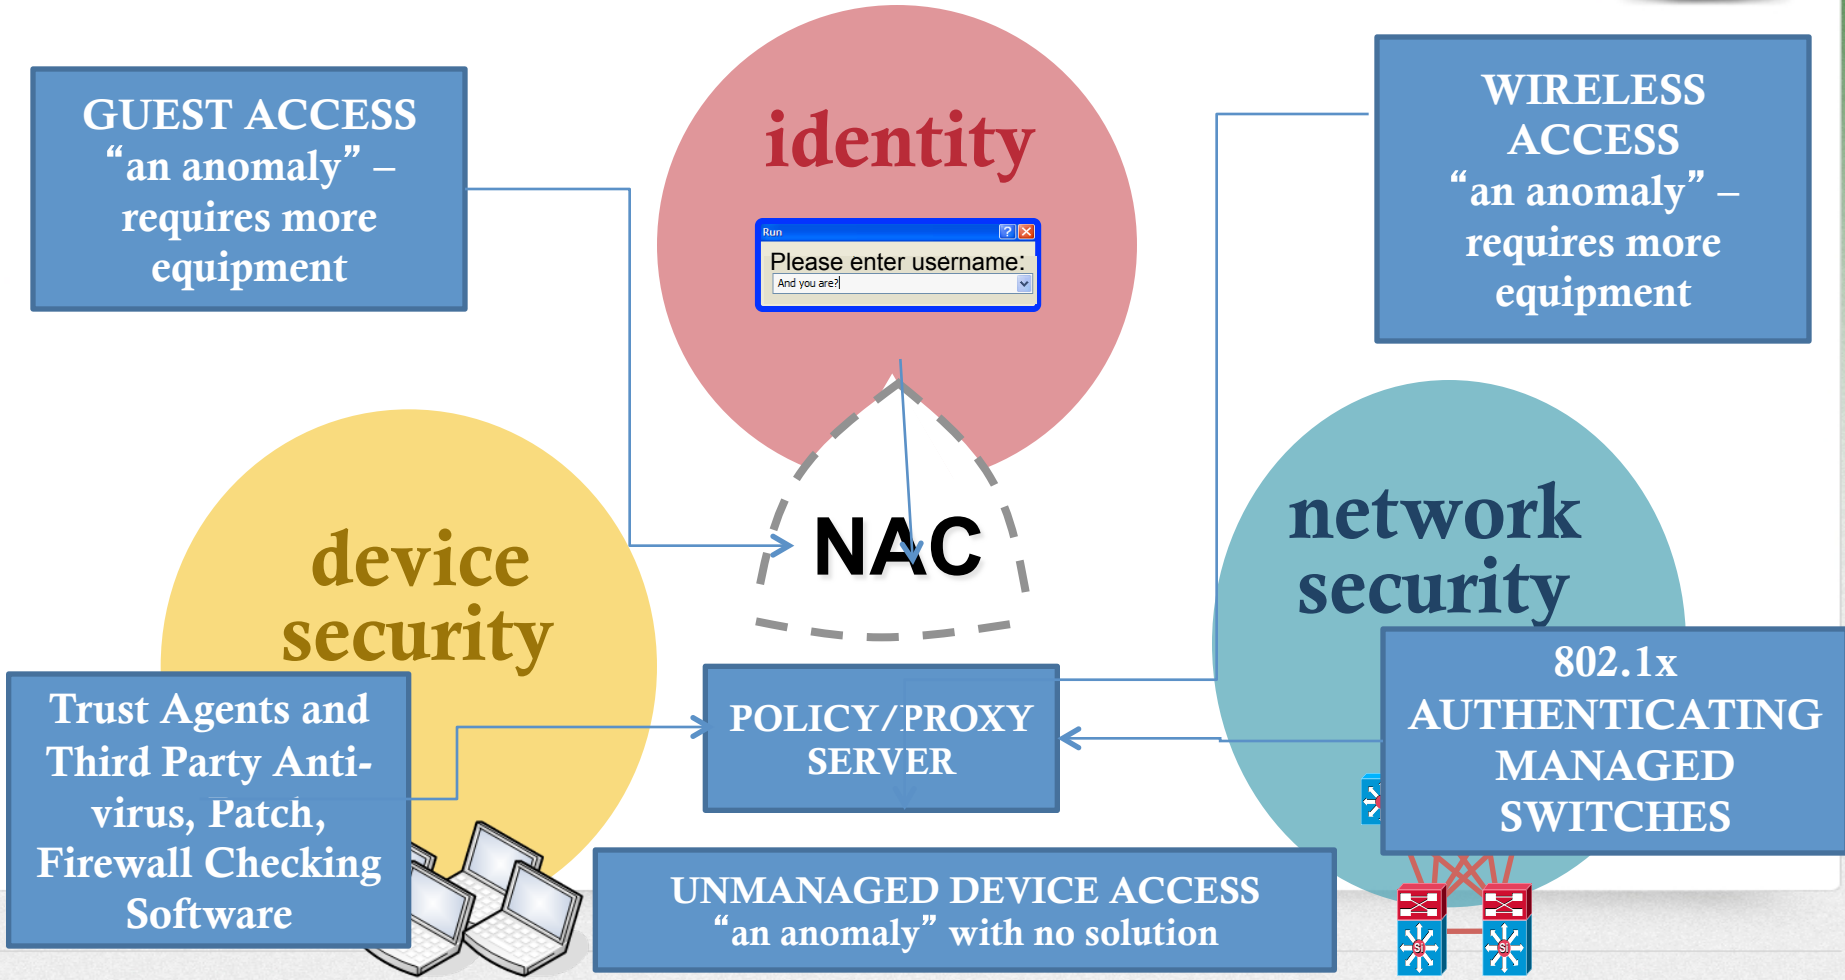 GUEST ACCESS
“an anomaly” –
requires more
equipment
identity
Run
Please enter username:
And you are?
WIRELESS
ACCESS
“an anomaly” –
requires more
equipment
device
security
NAC
network
security
Trust Agents and
Third Party Anti-
virus, Patch,
Firewall Checking
Software
POLICY/PROXY
SERVER
802.1x
AUTHENTICATING
MANAGED
SWITCHES
UNMANAGED DEVICE ACCESS
“an anomaly” with no solution
Si
Si